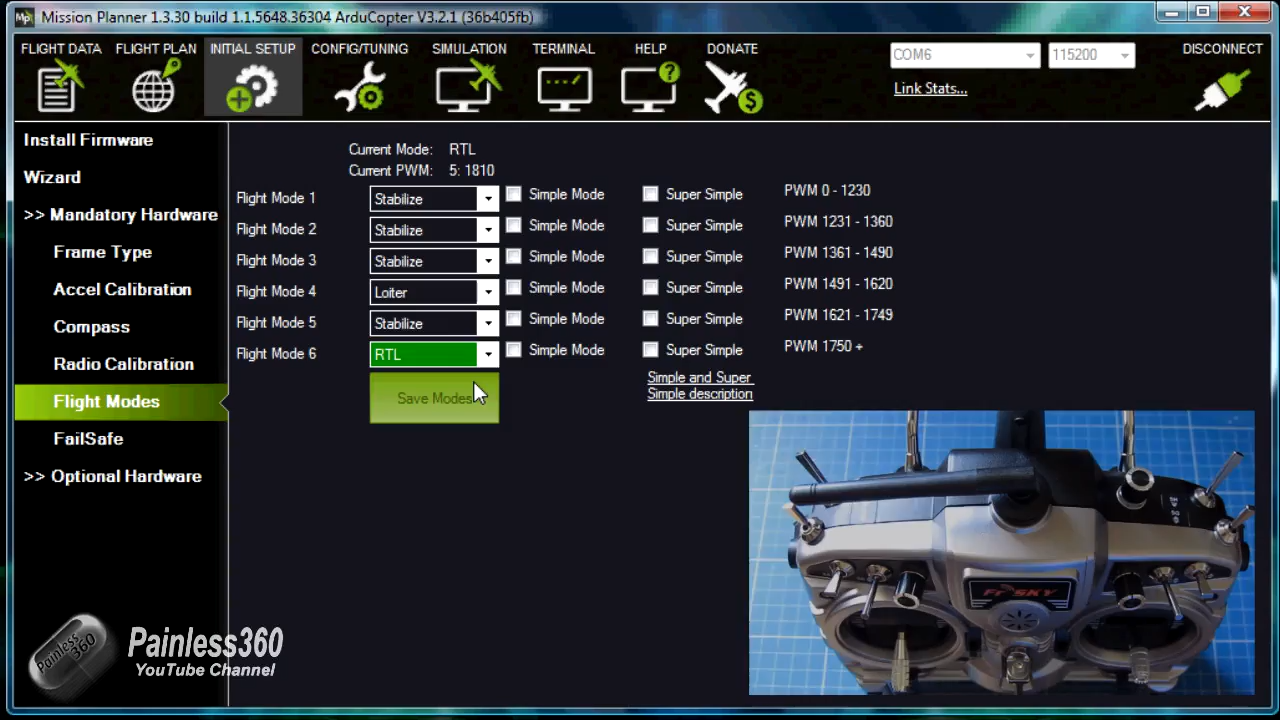 Mission Planner 1.3.30 build 1.1.5648.36304 ArduCopter V3.2.1 (36b405fb)
FLIGHT DATA FLIGHT PLAN INITIAL SETUP CONFIG/TUNING SIMULATION TERMINAL HELP DONATE
COM6 115200 DISCONNECT
Link Stats...
Install Firmware
Wizard
>> Mandatory Hardware
Frame Type
Accel Calibration
Compass
Radio Calibration
Flight Modes
FailSafe
>> Optional Hardware
Current Mode: RTL
Current PWM: 5: 1810
Flight Mode 1 Stabilize Simple Mode Super Simple PWM 0 - 1230
Flight Mode 2 Stabilize Simple Mode Super Simple PWM 1231 - 1360
Flight Mode 3 Stabilize Simple Mode Super Simple PWM 1361 - 1490
Flight Mode 4 Loiter Simple Mode Super Simple PWM 1491 - 1620
Flight Mode 5 Stabilize Simple Mode Super Simple PWM 1621 - 1749
Flight Mode 6 RTL Simple Mode Super Simple PWM 1750 +
Simple and Super
Simple description
Save Modes
FrSKY
Painless360
Painless360
YouTube Channel